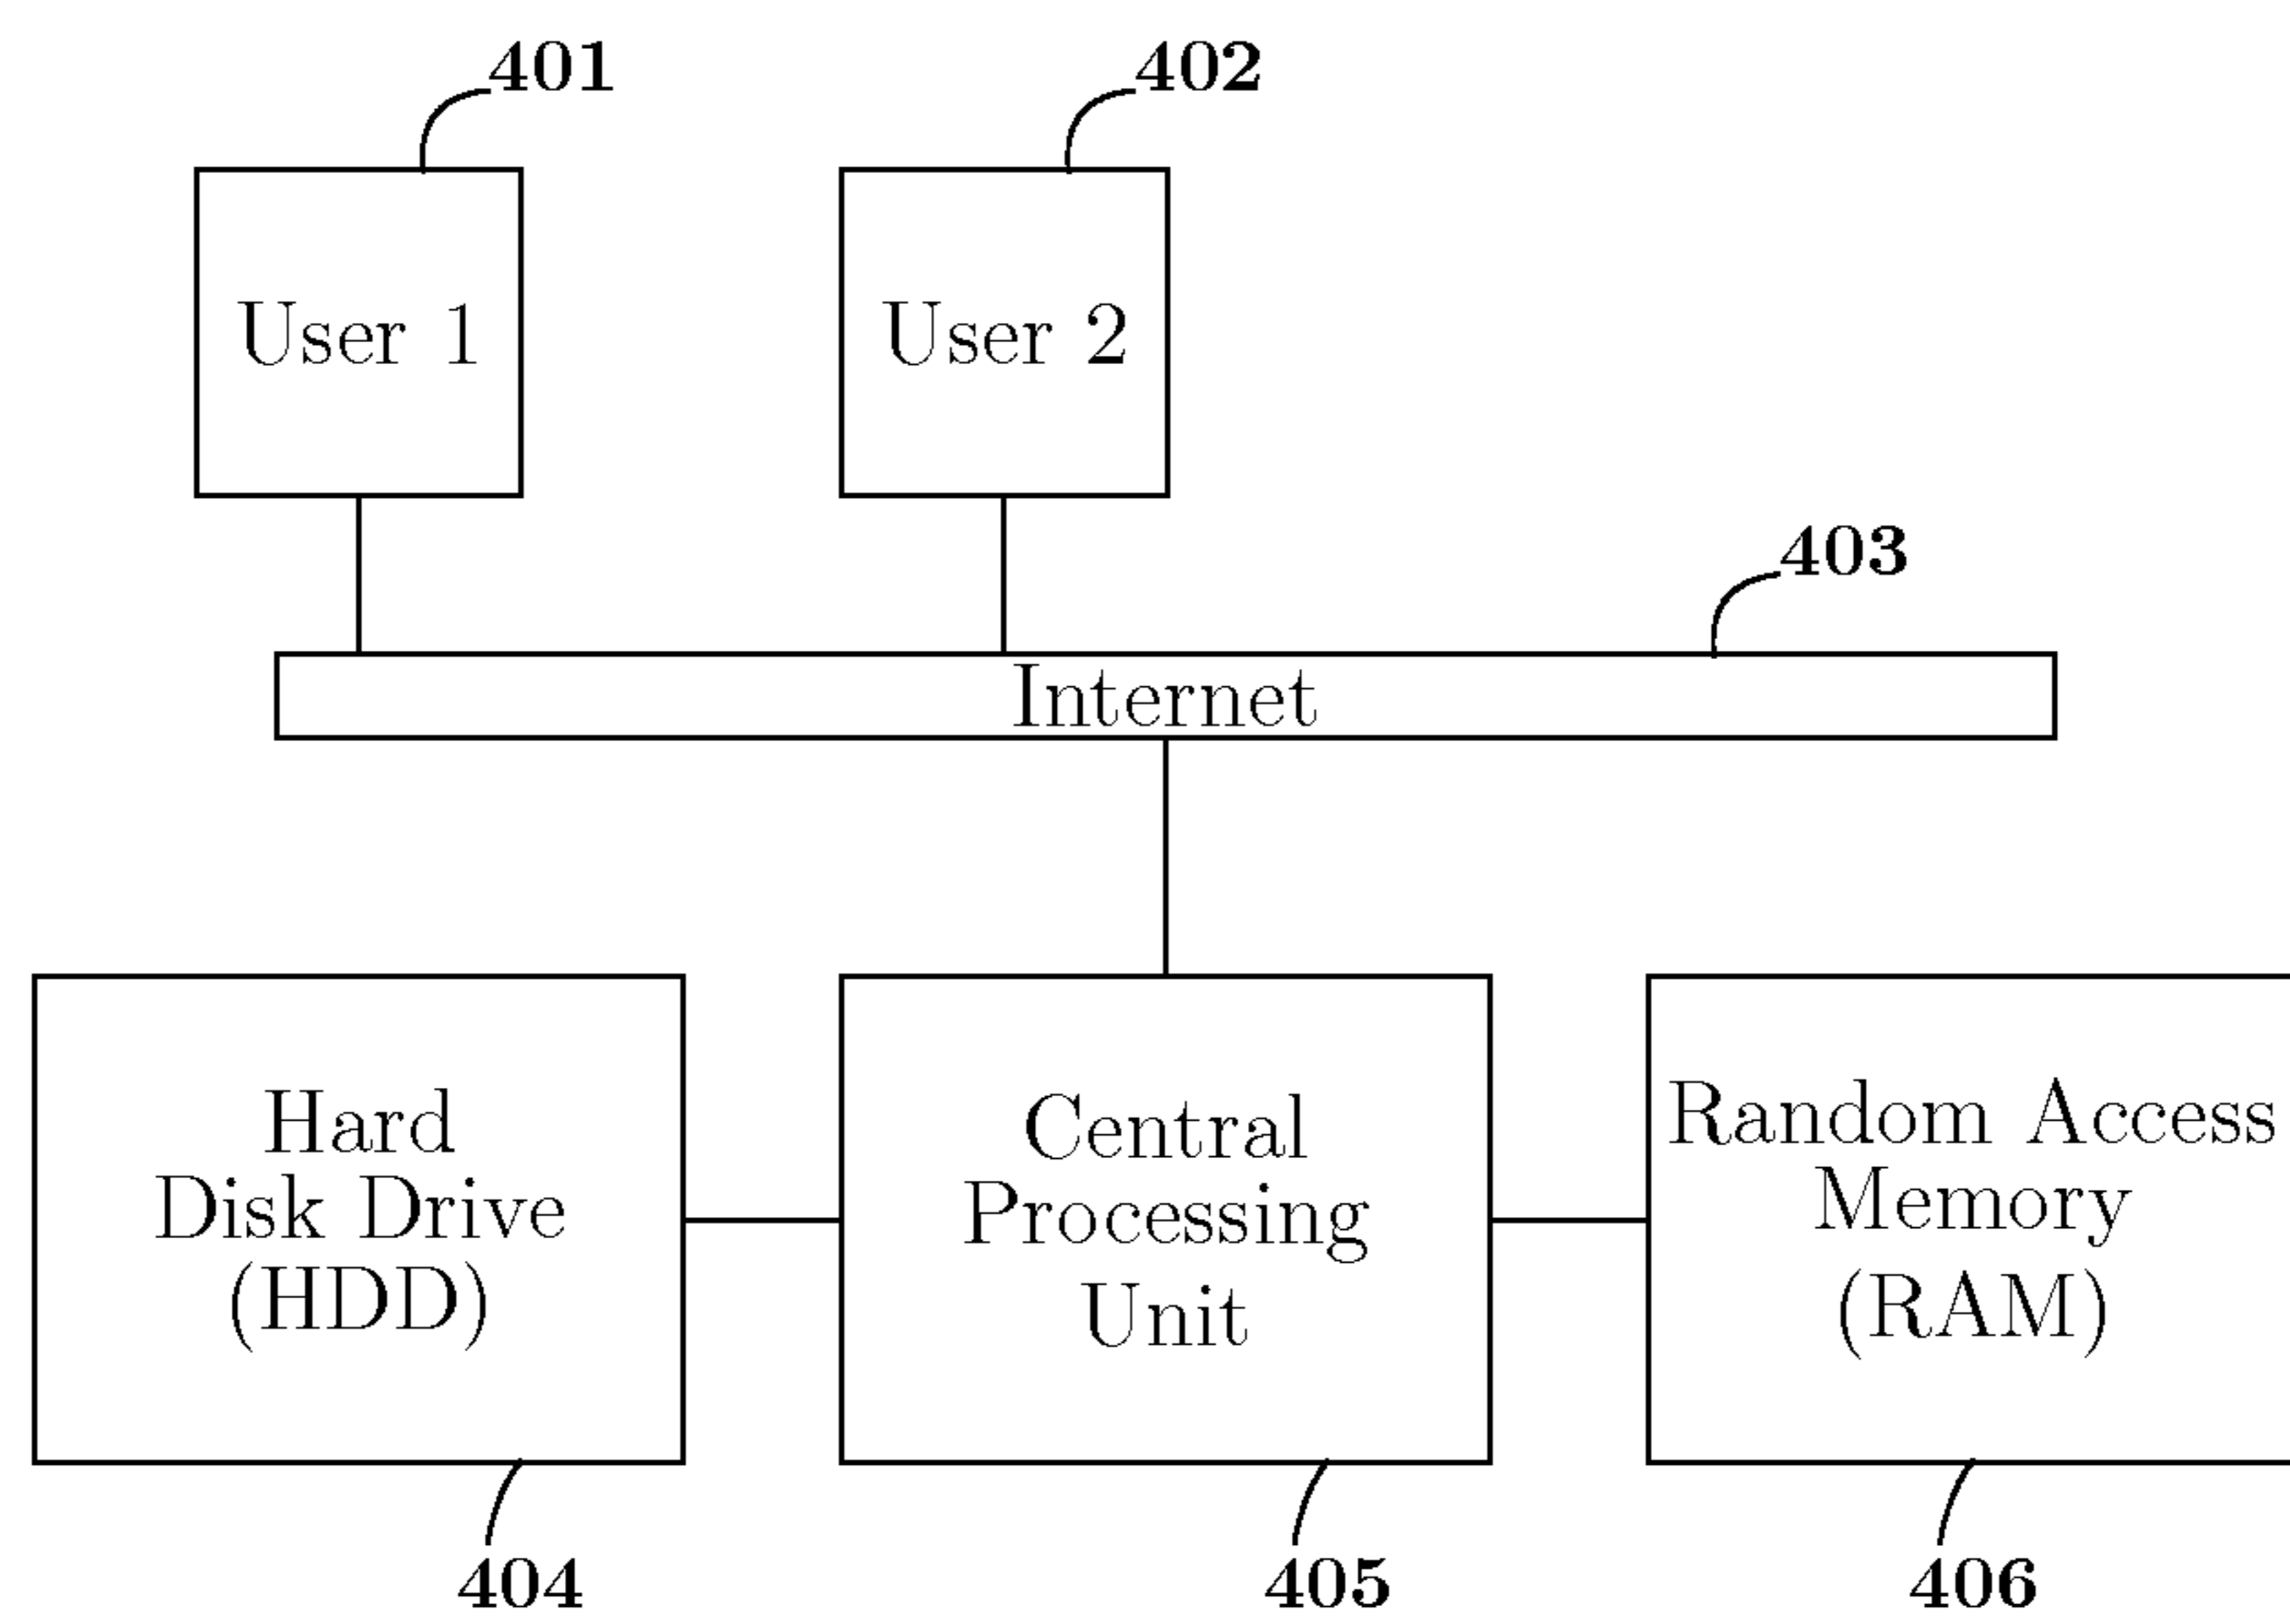 401
402
User 1
User 2
403
Internet
Hard
Disk Drive
(HDD)
Central
Processing
Unit
Random Access
Memory
(RAM)
404
405
406